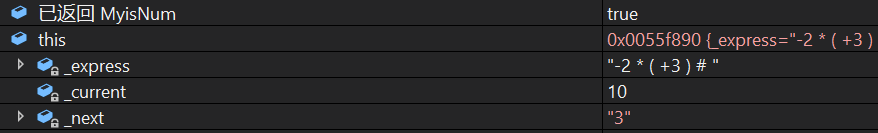 已返回 MyisNum true
this 0x0055f890 {_express="-2 * ( +3 )
_express "-2 * ( +3 ) # "
_current 10
_next "3"